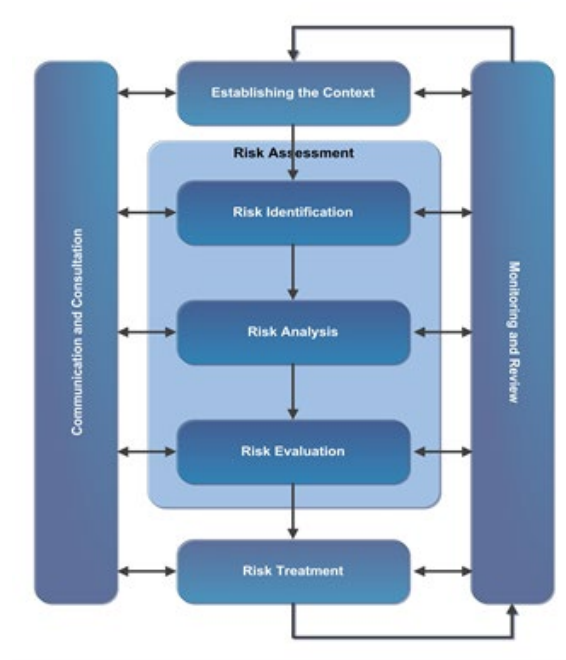 Establishing the Context
Risk Assessment
Risk Identification
Risk Analysis
Risk Evaluation
Risk Treatment
Communication and Consultation
Monitoring and Review